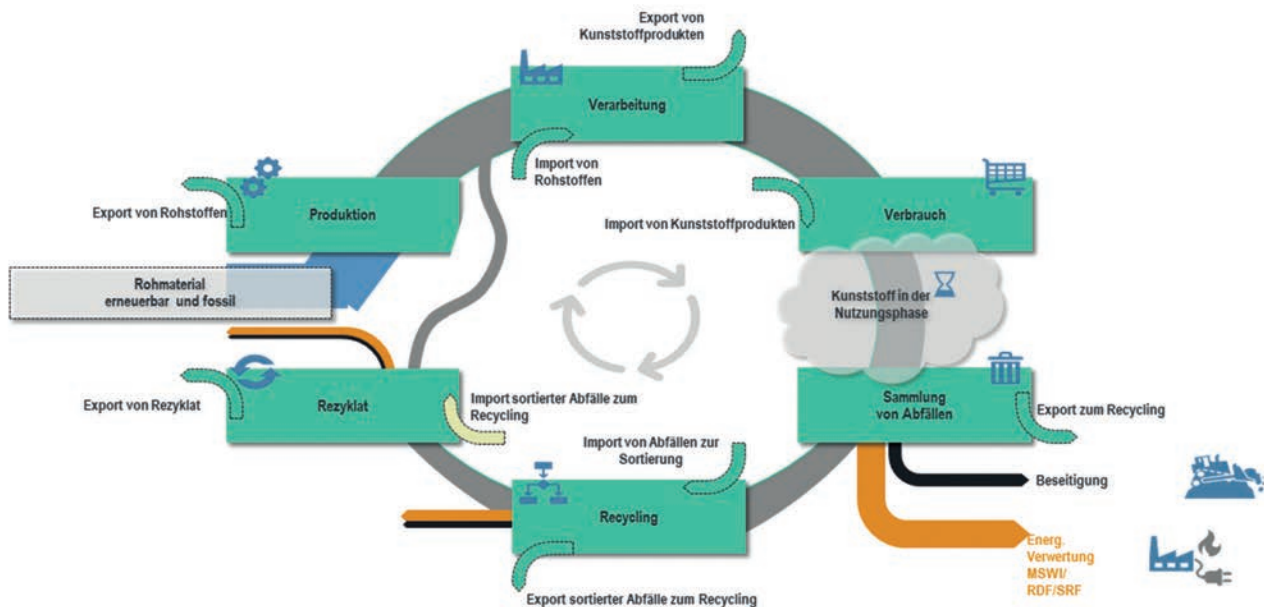 Export von
Kunststoffprodukten
Verarbeitung
Import von
Rohstoffen
Export von Rohstoffen
Produktion
Import von Kunststoffprodukten
Verbrauch
Rohmaterial
erneuerbar und fossil
Kunststoff in der
Nutzungsphase
Export von Rezyklat
Rezyklat
Import sortierter Abfälle zum
Recycling
Sammlung
von Abfällen
Export zum Recycling
Import von Abfällen zur
Sortierung
Recycling
Beseitigung
Energ.
Verwertung
MSWI/
RDF/SRF
Export sortierter Abfälle zum Recycling